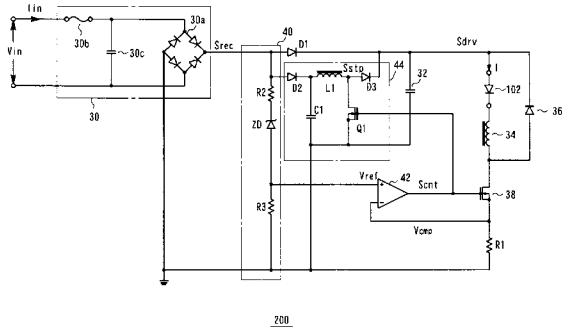 Iin
30b
30a
Srec
40
D1
Sdrv
44
Vin
30c
Sstp
32
I
D2
L1
D3
102
36
R2
C1
Q1
34
30
ZD
Vref
42
Scnt
38
R3
Vcmp
R1
200